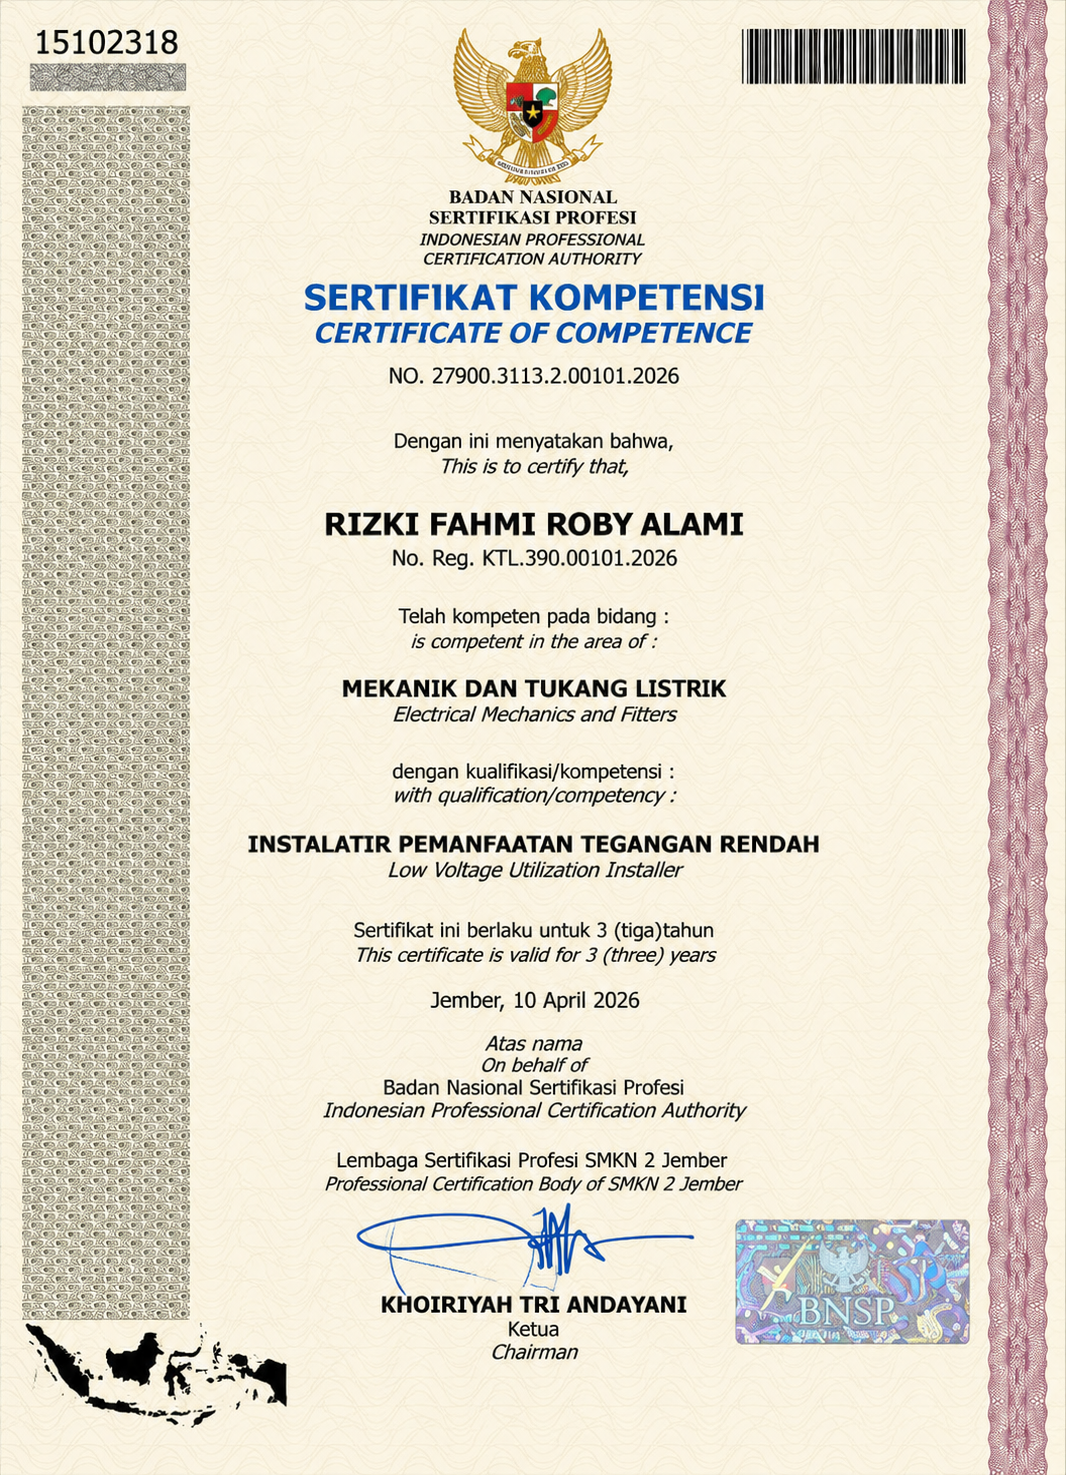 15102318
BADAN NASIONAL
SERTIFIKASI PROFESI
INDONESIAN PROFESSIONAL
CERTIFICATION AUTHORITY
SERTIFIKAT KOMPETENSI
CERTIFICATE OF COMPETENCE
NO. 27900.3113.2.00101.2026
Dengan ini menyatakan bahwa,
This is to certify that,
RIZKI FAHMI ROBY ALAMI
No. Reg. KTL.390.00101.2026
Telah kompeten pada bidang :
is competent in the area of :
MEKANIK DAN TUKANG LISTRIK
Electrical Mechanics and Fitters
dengan kualifikasi/kompetensi :
with qualification/competency :
INSTALATIR PEMANFAATAN TEGANGAN RENDAH
Low Voltage Utilization Installer
Sertifikat ini berlaku untuk 3 (tiga)tahun
This certificate is valid for 3 (three) years
Jember, 10 April 2026
Atas nama
On behalf of
Badan Nasional Sertifikasi Profesi
Indonesian Professional Certification Authority
Lembaga Sertifikasi Profesi SMKN 2 Jember
Professional Certification Body of SMKN 2 Jember
KHOIRIYAH TRI ANDAYANI
Ketua
Chairman
BNSP